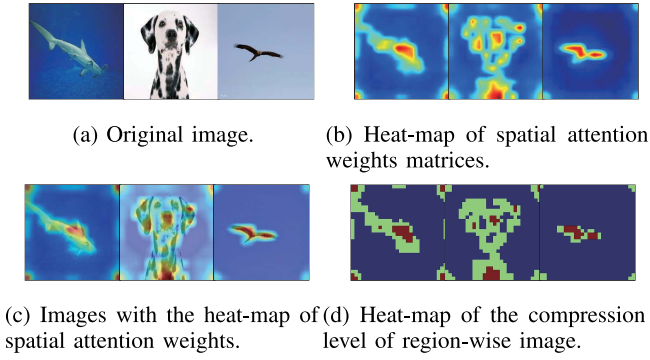 (a) Original image.
(b) Heat-map of spatial attention
weights matrices.
(c) Images with the heat-map of
spatial attention weights.
(d) Heat-map of the compression
level of region-wise image.